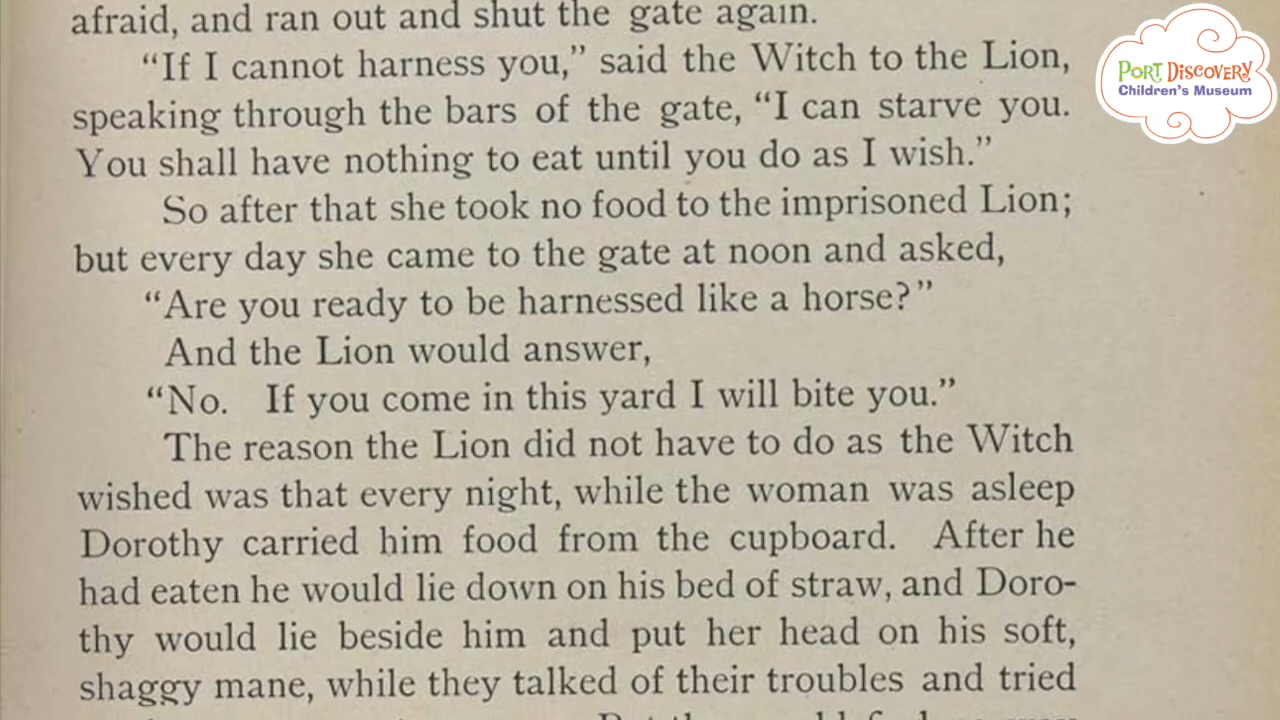 afraid, and ran out and shut the gate again.
“If I cannot harness you,” said the Witch to the Lion,
speaking through the bars of the gate, “I can starve you.
You shall have nothing to eat until you do as I wish.”
So after that she took no food to the imprisoned Lion;
but every day she came to the gate at noon and asked,
“Are you ready to be harnessed like a horse?”
And the Lion would answer,
“No. If you come in this yard I will bite you.”
The reason the Lion did not have to do as the Witch
wished was that every night, while the woman was asleep
Dorothy carried him food from the cupboard. After he
had eaten he would lie down on his bed of straw, and Doro-
thy would lie beside him and put her head on his soft,
shaggy mane, while they talked of their troubles and tried
PORT DISCOVERY
Children's Museum